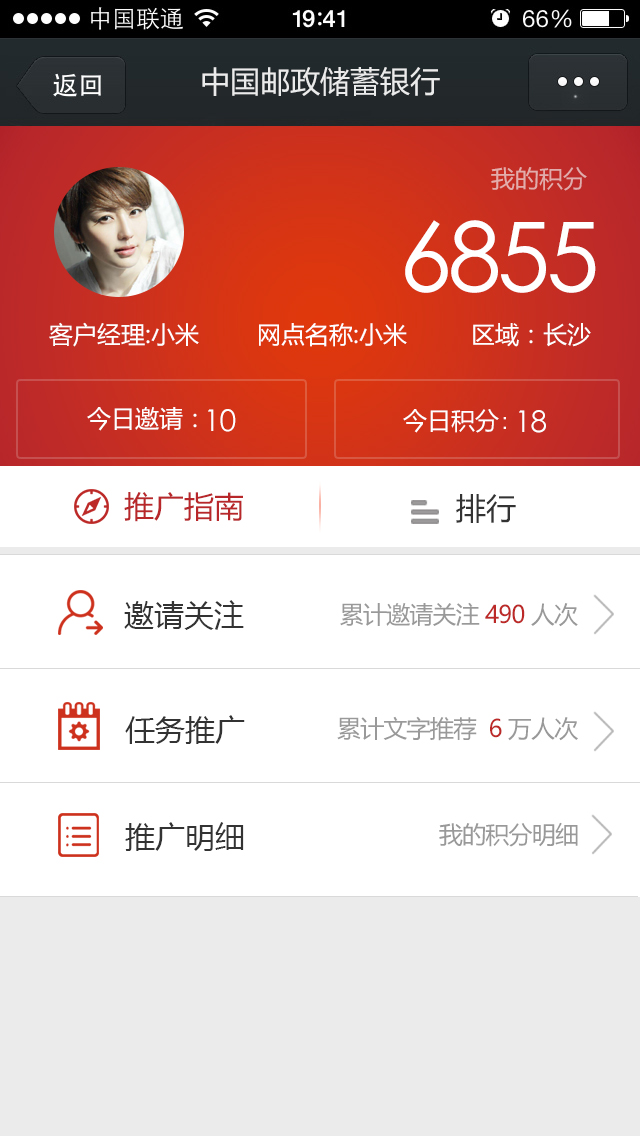 中国联通 19:41 66%
返回 中国邮政储蓄银行
我的积分
6855
客户经理:小米 网点名称:小米 区域：长沙
今日邀请：10 今日积分: 18
推广指南 排行
邀请关注 累计邀请关注 490 人次
任务推广 累计文字推荐 6 万人次
推广明细 我的积分明细